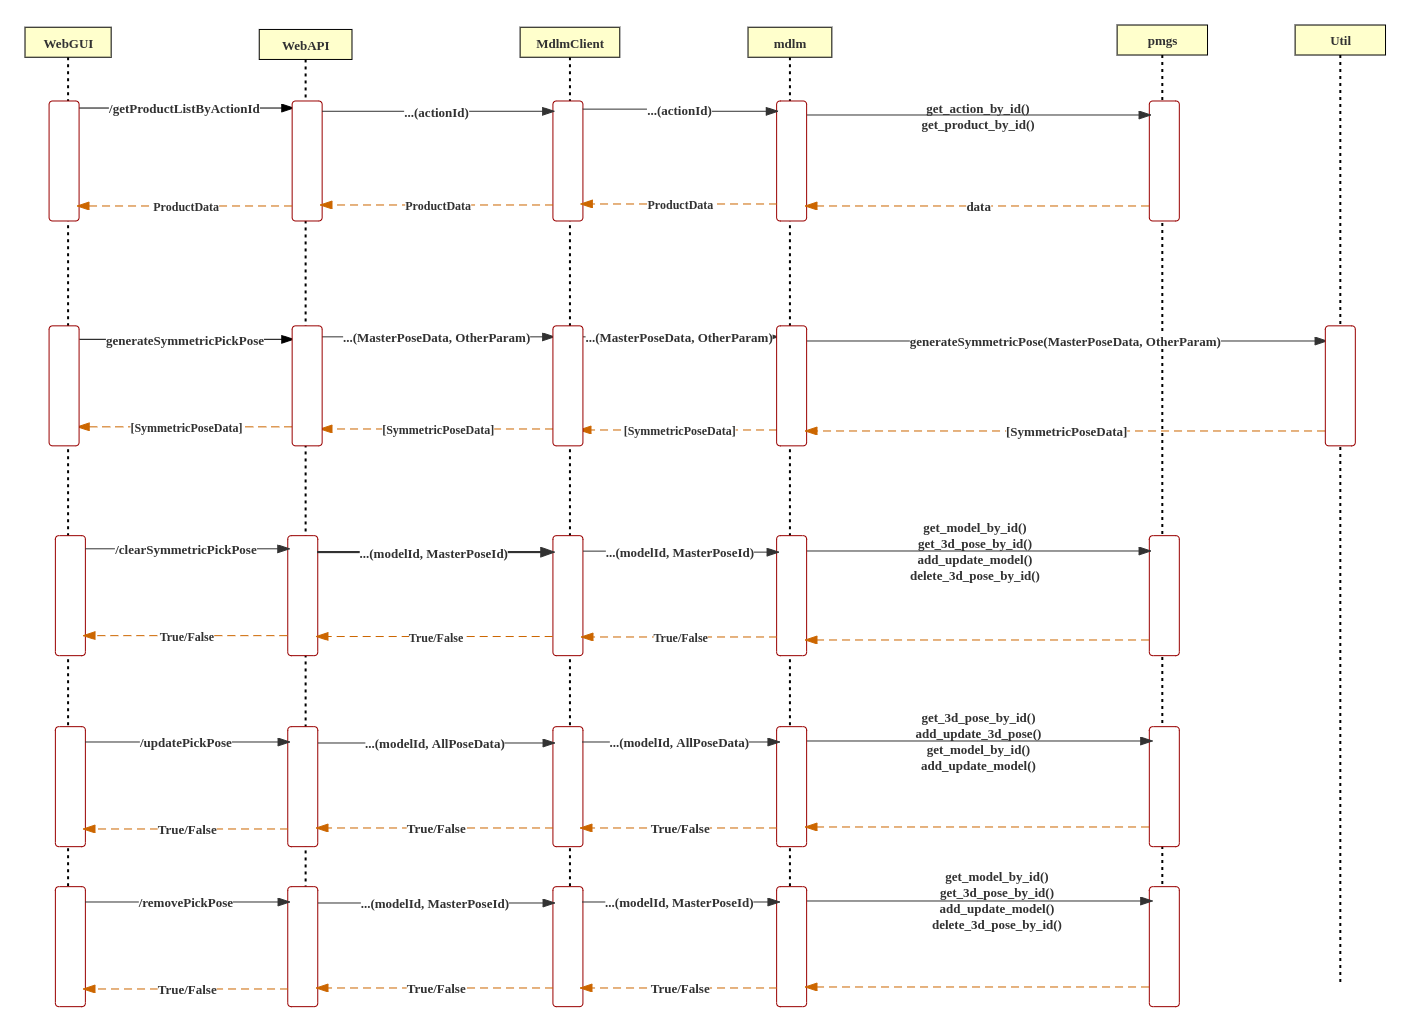 WebGUI
WebAPI
MdlmClient
mdlm
pmgs
Util
/getProductListByActionId
...(actionId)
...(actionId)
get_action_by_id()
get_product_by_id()
ProductData
ProductData
ProductData
data
generateSymmetricPickPose
...(MasterPoseData, OtherParam)
...(MasterPoseData, OtherParam)
generateSymmetricPose(MasterPoseData, OtherParam)
[SymmetricPoseData]
[SymmetricPoseData]
[SymmetricPoseData]
[SymmetricPoseData]
/clearSymmetricPickPose
...(modelId, MasterPoseId)
...(modelId, MasterPoseId)
get_model_by_id()
get_3d_pose_by_id()
add_update_model()
delete_3d_pose_by_id()
True/False
True/False
True/False
/updatePickPose
...(modelId, AllPoseData)
...(modelId, AllPoseData)
get_3d_pose_by_id()
add_update_3d_pose()
get_model_by_id()
add_update_model()
True/False
True/False
True/False
/removePickPose
...(modelId, MasterPoseId)
...(modelId, MasterPoseId)
get_model_by_id()
get_3d_pose_by_id()
add_update_model()
delete_3d_pose_by_id()
True/False
True/False
True/False